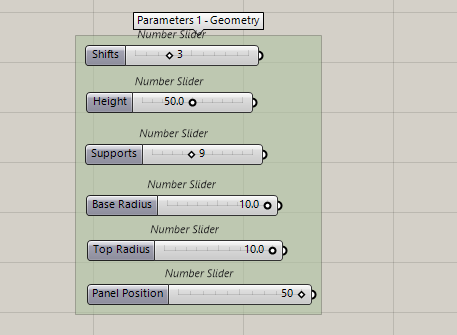 Parameters 1 - Geometry
Number Slider
Shifts 3
Number Slider
Height 50.0
Number Slider
Supports 9
Number Slider
Base Radius 10.0
Number Slider
Top Radius 10.0
Number Slider
Panel Position 50